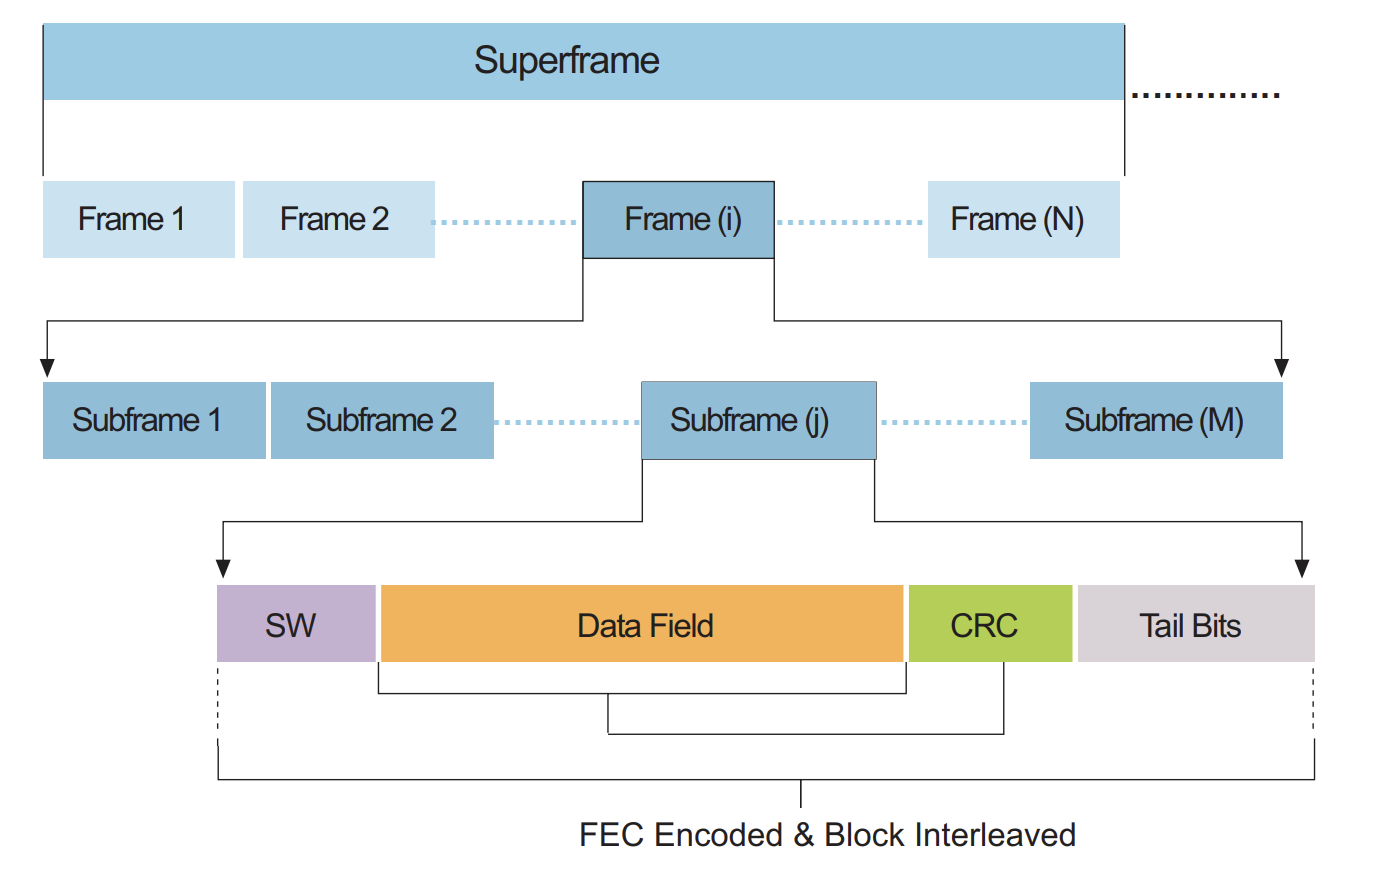 Superframe
Frame 1 Frame 2 Frame (i) Frame (N)
Subframe 1 Subframe 2 Subframe (j) Subframe (M)
SW Data Field CRC Tail Bits
FEC Encoded & Block Interleaved